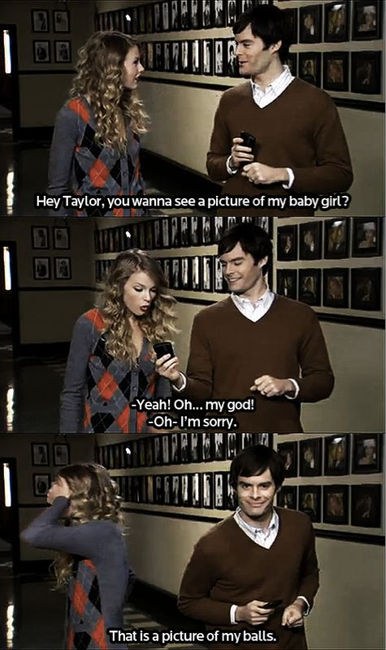 Hey Taylor, you wanna see a picture of my baby girl?
-Yeah! Oh... my god!
-Oh- I'm sorry.
That is a picture of my balls.